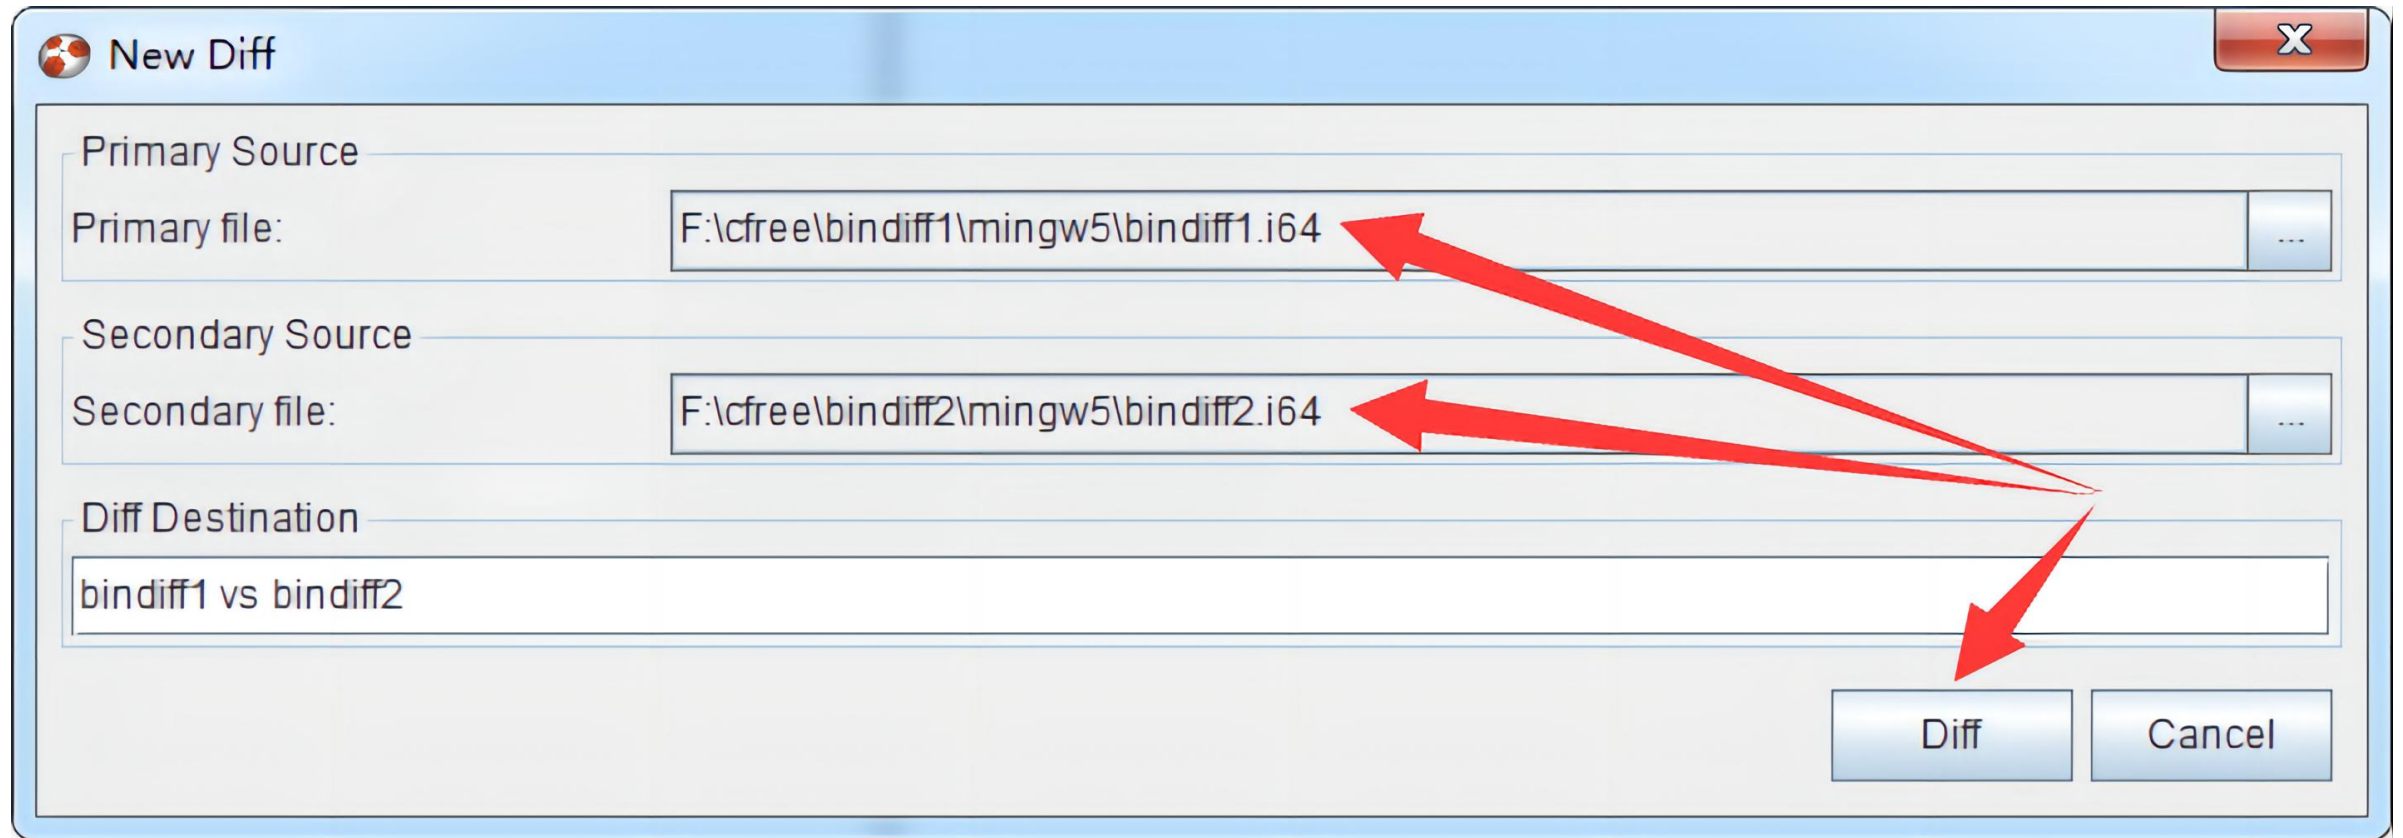 New Diff
X
Primary Source
Primary file:
F:\cfree\bindiff1\mingw5\bindiff1.i64
...
Secondary Source
Secondary file:
F:\cfree\bindiff2\mingw5\bindiff2.i64
...
Diff Destination
bindiff1 vs bindiff2
Diff
Cancel